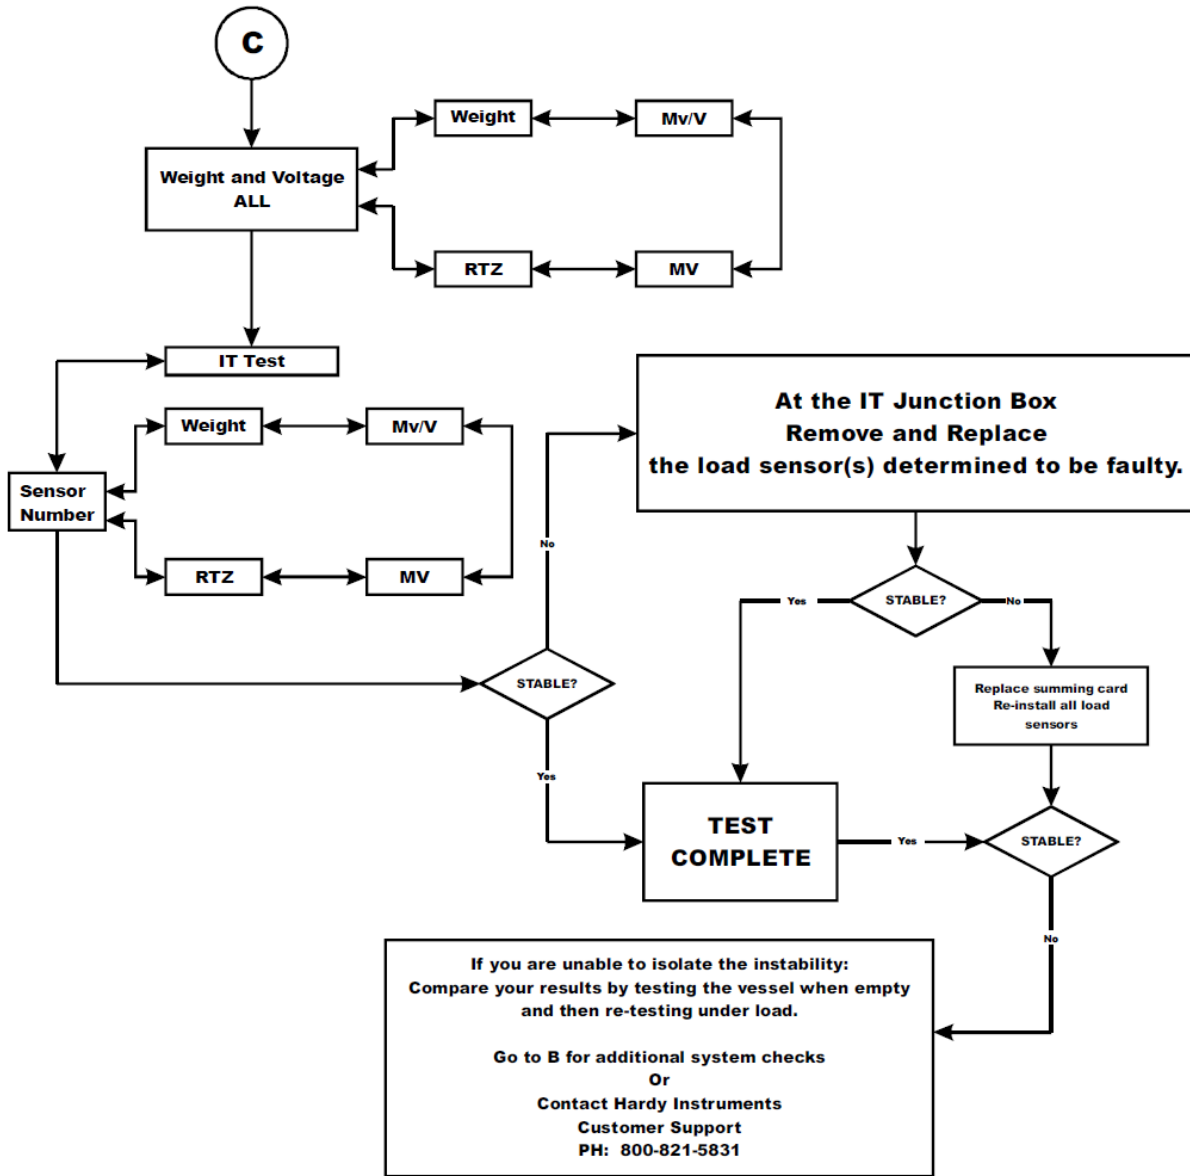 C
Weight
Mv/V
Weight and Voltage
ALL
RTZ
MV
IT Test
Weight
Mv/V
Sensor
Number
RTZ
MV
No
At the IT Junction Box
Remove and Replace
the load sensor(s) determined to be faulty.
Yes
STABLE?
No
STABLE?
Replace summing card
Re-install all load
sensors
Yes
TEST
COMPLETE
Yes
STABLE?
No
If you are unable to isolate the instability:
Compare your results by testing the vessel when empty
and then re-testing under load.
Go to B for additional system checks
Or
Contact Hardy Instruments
Customer Support
PH:  800-821-5831